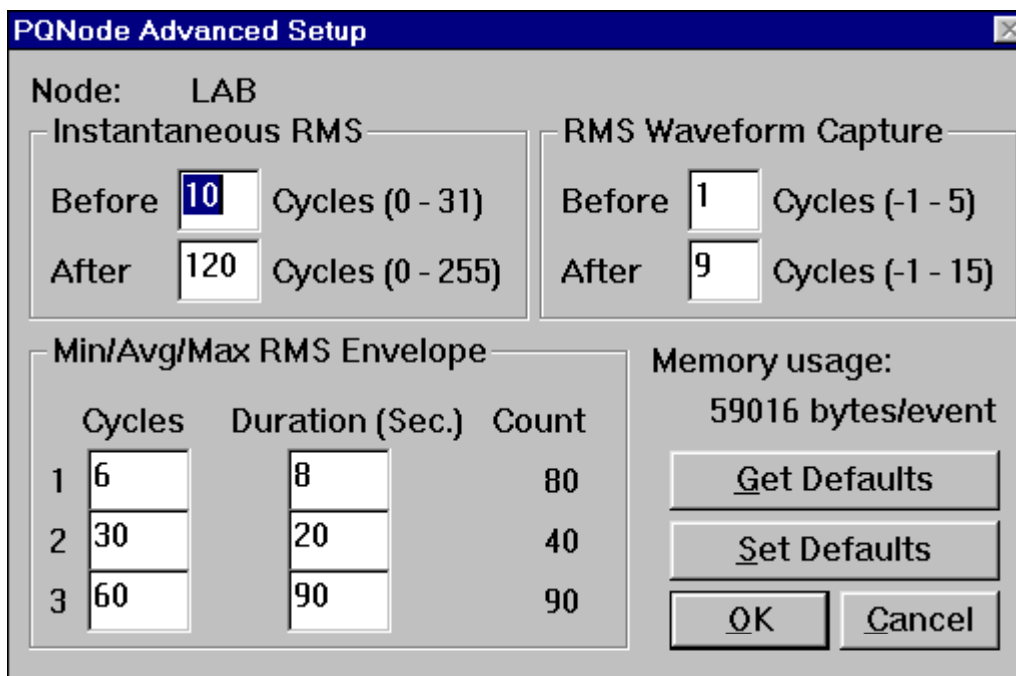 PQNode Advanced Setup
Node: LAB
Instantaneous RMS
Before 10 Cycles (0 - 31)
After 120 Cycles (0 - 255)
RMS Waveform Capture
Before 1 Cycles (-1 - 5)
After 9 Cycles (-1 - 15)
Min/Avg/Max RMS Envelope
Cycles Duration (Sec.) Count
1 6 8 80
2 30 20 40
3 60 90 90
Memory usage:
59016 bytes/event
Get Defaults
Set Defaults
OK Cancel